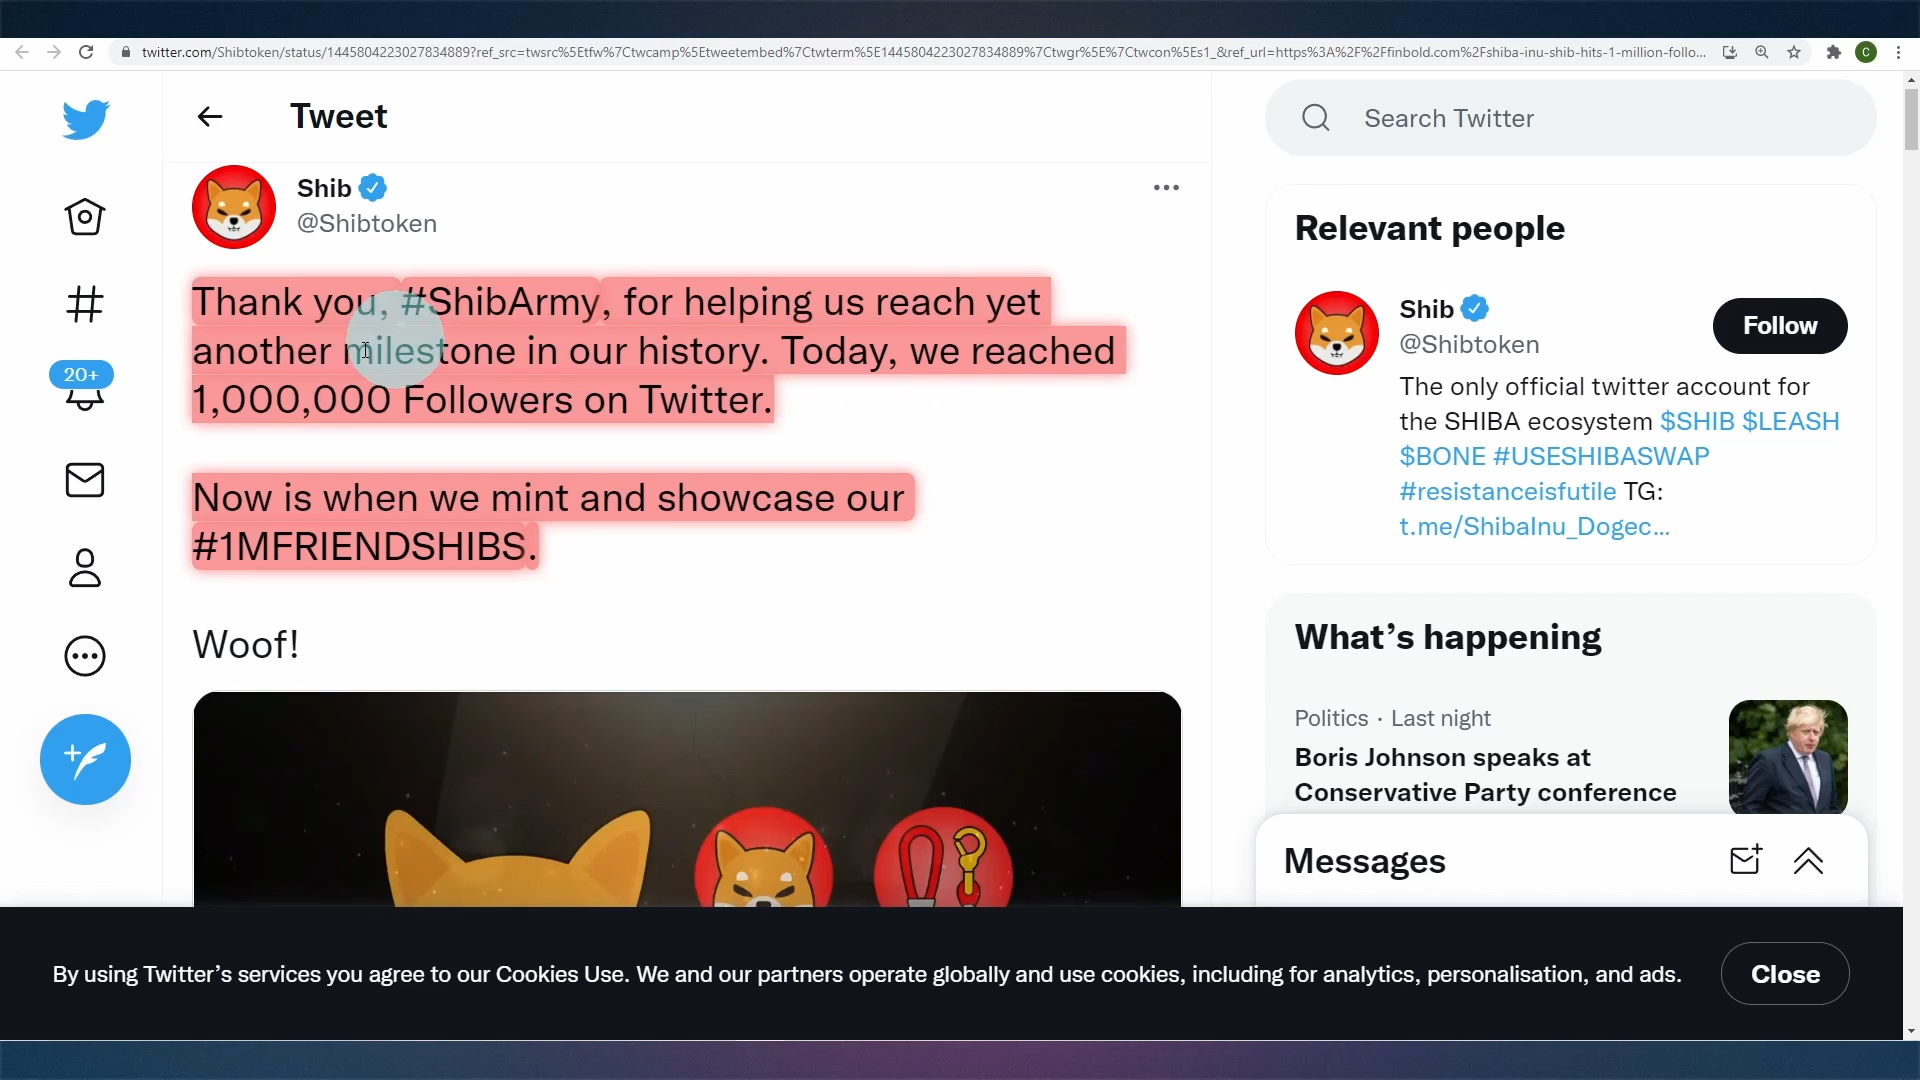 twitter.com/Shibtoken/status/1445804223027834889?ref_src=twsrc%5Etfw%7Ctwcamp%5Etweetembed%7Ctwterm%5E1445804223027834889%7Ctwgr%5E%7Ctwcon%5Es1_&ref_url=https%3A%2F%2Ffinbold.com%2Fshiba-inu-shib-hits-1-million-follo...
C
Tweet
Search Twitter
Shib
@Shibtoken
Thank you, #ShibArmy, for helping us reach yet
another milestone in our history. Today, we reached
1,000,000 Followers on Twitter.
Now is when we mint and showcase our
#1MFRIENDSHIBS.
Woof!
20+
Relevant people
Shib
@Shibtoken
Follow
The only official twitter account for
the SHIBA ecosystem $SHIB $LEASH
$BONE #USESHIBASWAP
#resistanceisfutile TG:
t.me/ShibaInu_Dogec...
What's happening
Politics · Last night
Boris Johnson speaks at
Conservative Party conference
Messages
By using Twitter's services you agree to our Cookies Use. We and our partners operate globally and use cookies, including for analytics, personalisation, and ads.
Close